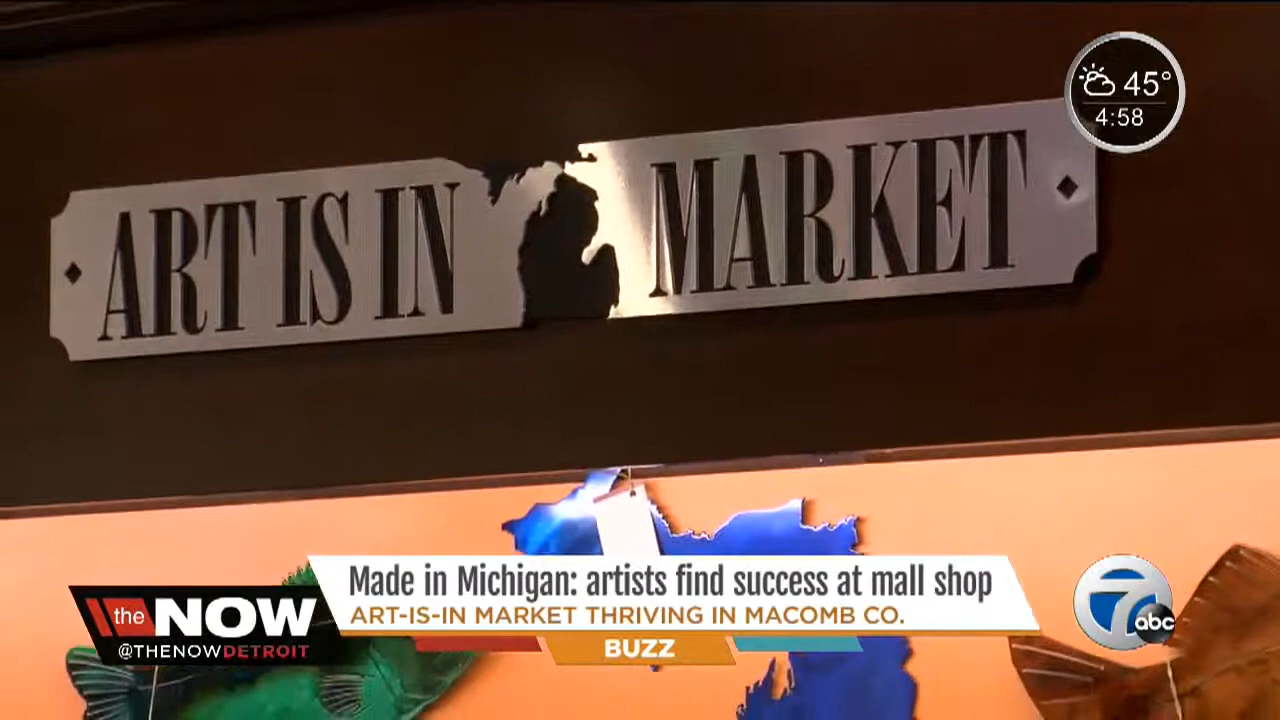 45°
4:58
ART IS IN MARKET
Made in Michigan: artists find success at mall shop
ART-IS-IN MARKET THRIVING IN MACOMB CO.
the NOW
@THENOWDETROIT
BUZZ
7
abc